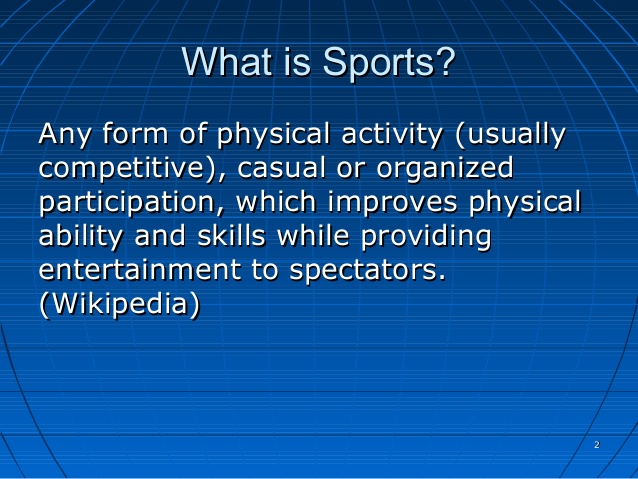 What is Sports?
Any form of physical activity (usually
competitive), casual or organized
participation, which improves physical
ability and skills while providing
entertainment to spectators.
(Wikipedia)
2